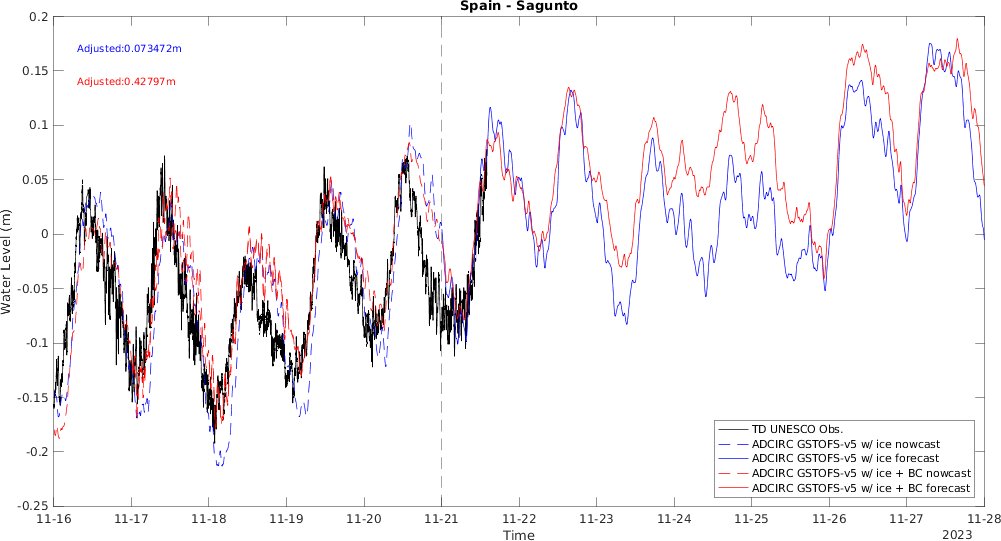 Spain - Sagunto
0.2
0.15
0.1
0.05
0
-0.05
-0.1
-0.15
-0.2
-0.25
Water Level (m)
Adjusted:0.073472m
Adjusted:0.42797m
TD UNESCO Obs.
ADCIRC GSTOFS-v5 w/ ice nowcast
ADCIRC GSTOFS-v5 w/ ice forecast
ADCIRC GSTOFS-v5 w/ ice + BC nowcast
ADCIRC GSTOFS-v5 w/ ice + BC forecast
11-16 11-17 11-18 11-19 11-20 11-21 11-22 11-23 11-24 11-25 11-26 11-27 11-28
Time
2023